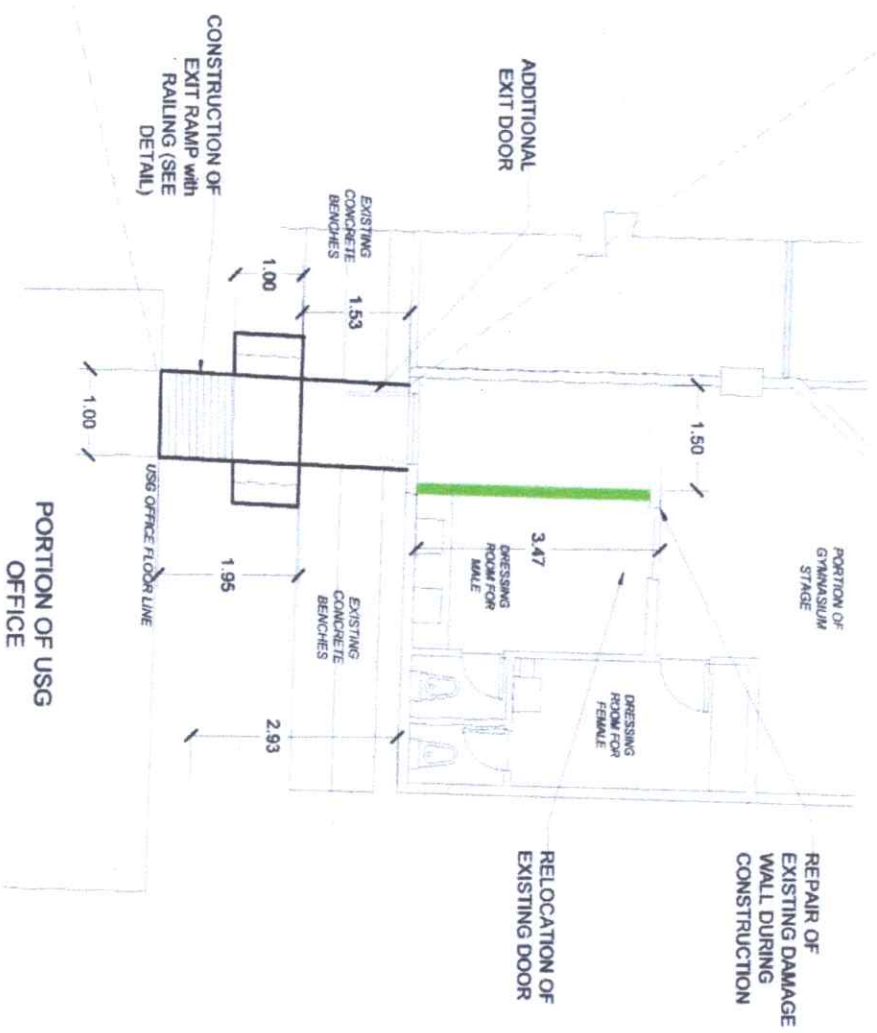 CONSTRUCTION OF
EXIT RAMP with
RAILING (SEE
DETAIL)
ADDITIONAL
EXIT DOOR
EXISTING
CONCRETE
BENCHES
1.00
1.53
1.00
1.50
PORTION OF
GYMNASIUM
STAGE
3.47
DRESSING
ROOM FOR
MALE
DRESSING
ROOM FOR
FEMALE
USG OFFICE FLOOR LINE
1.95
EXISTING
CONCRETE
BENCHES
2.93
PORTION OF USG
OFFICE
RELOCATION OF
EXISTING DOOR
REPAIR OF
EXISTING DAMAGE
WALL DURING
CONSTRUCTION